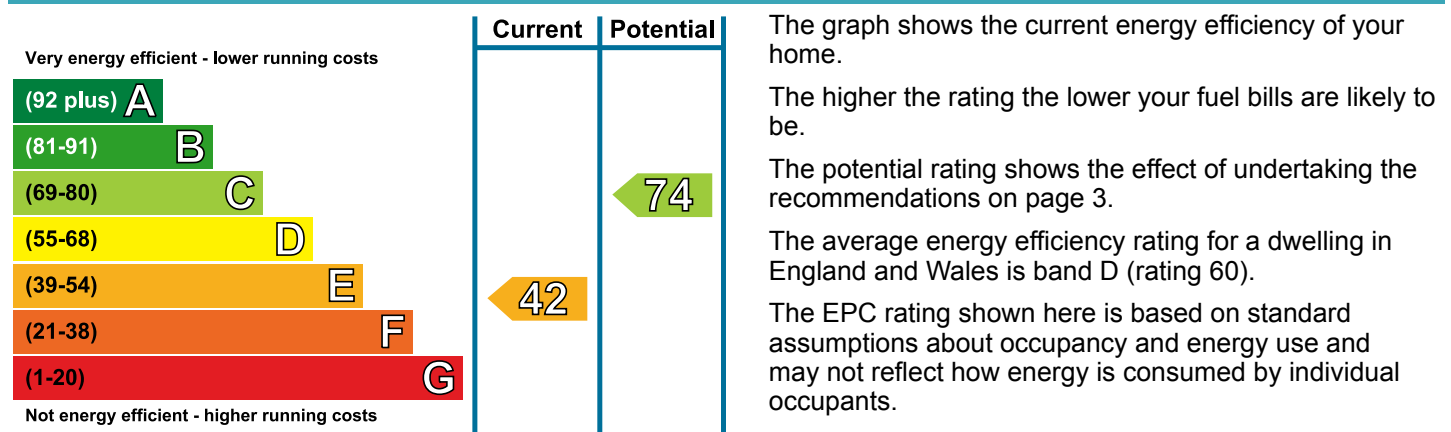 Current Potential
Very energy efficient - lower running costs
(92 plus) A
(81-91) B
(69-80) C
74
(55-68) D
(39-54) E
42
(21-38) F
(1-20) G
Not energy efficient - higher running costs
The graph shows the current energy efficiency of your
home.
The higher the rating the lower your fuel bills are likely to
be.
The potential rating shows the effect of undertaking the
recommendations on page 3.
The average energy efficiency rating for a dwelling in
England and Wales is band D (rating 60).
The EPC rating shown here is based on standard
assumptions about occupancy and energy use and
may not reflect how energy is consumed by individual
occupants.